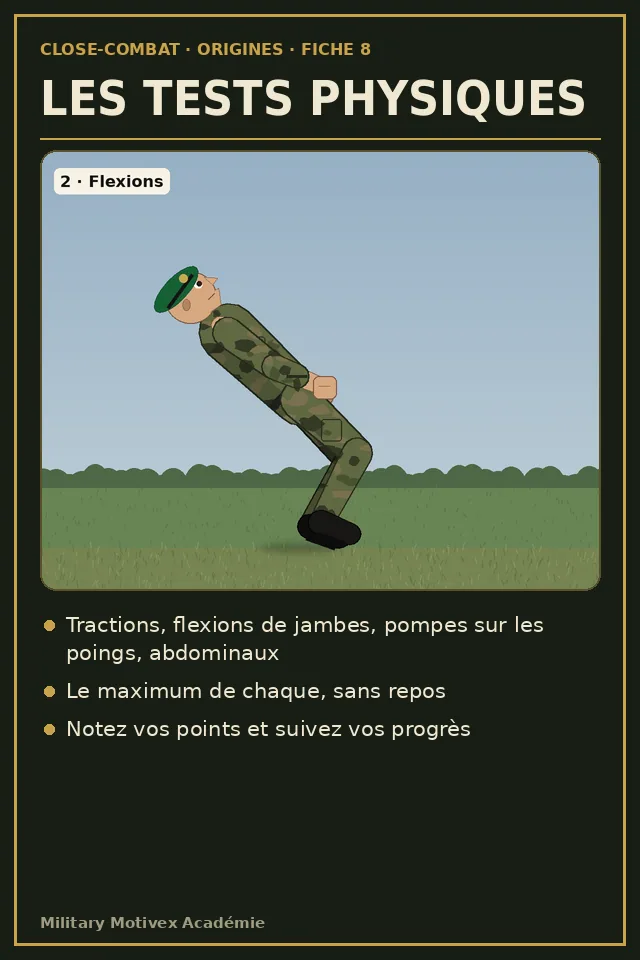 CLOSE-COMBAT · ORIGINES · FICHE 8
LES TESTS PHYSIQUES
2 · Flexions
Tractions, flexions de jambes, pompes sur les
poings, abdominaux
Le maximum de chaque, sans repos
Notez vos points et suivez vos progrès
Military Motivex Académie